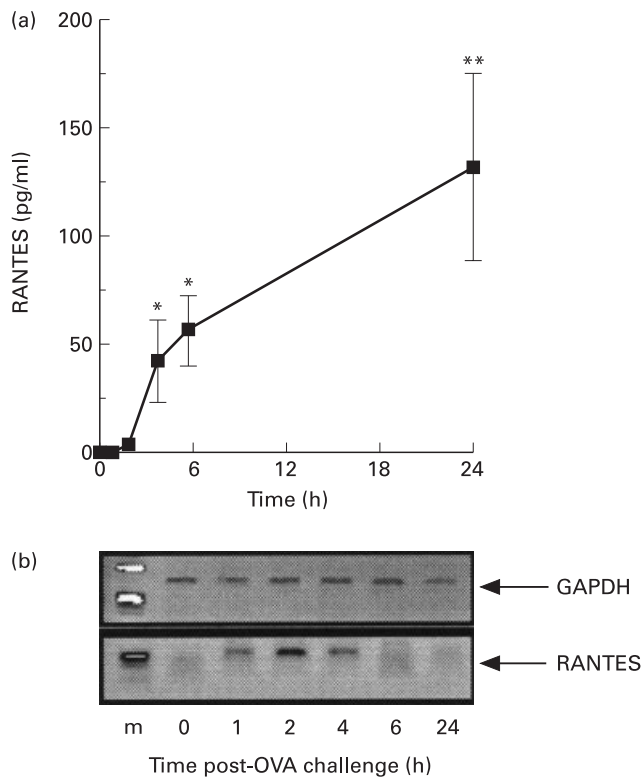 (a)
200
**
150
RANTES (pg/ml)
100
*
*
50
0
0 6 12 18 24
Time (h)
(b)
GAPDH
RANTES
m 0 1 2 4 6 24
Time post-OVA challenge (h)